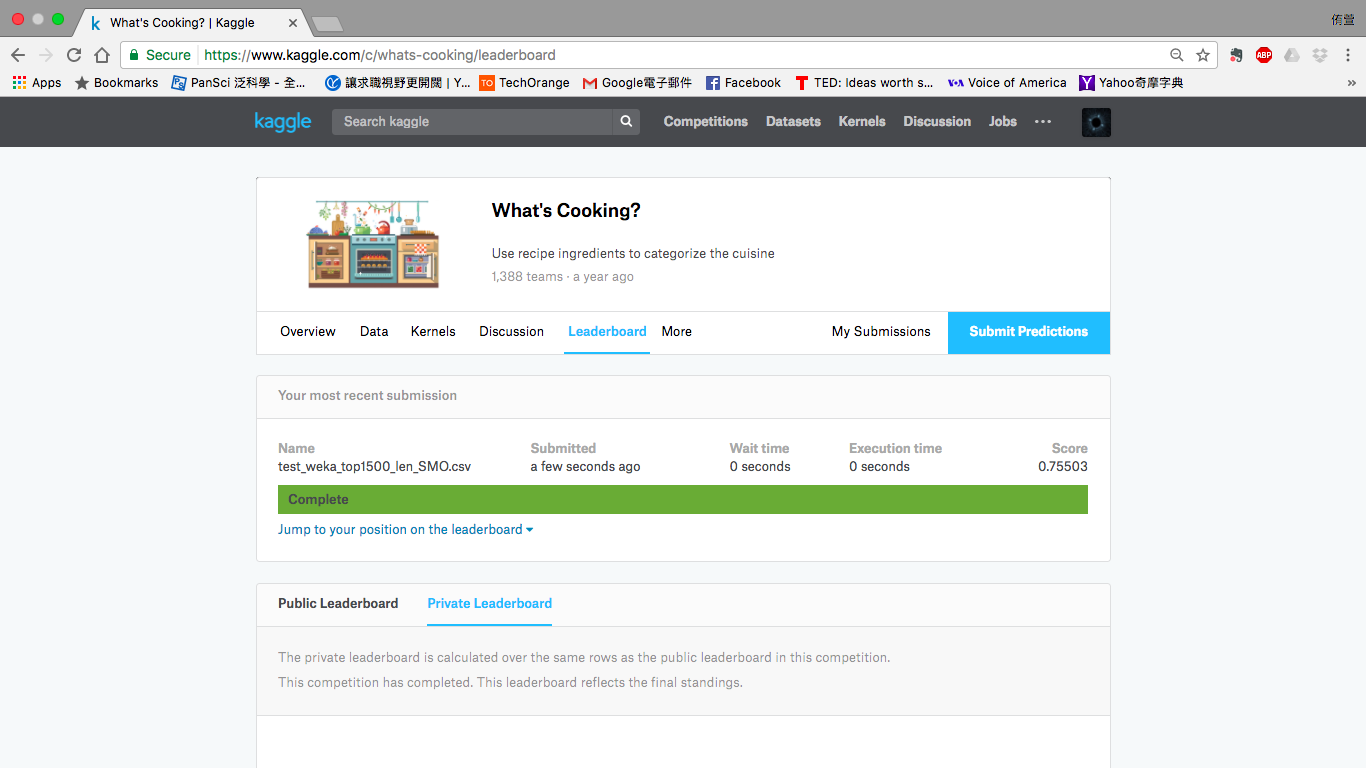 What's Cooking? | Kaggle
侑萱
Secure https://www.kaggle.com/c/whats-cooking/leaderboard
ABP
Apps Bookmarks PanSci 泛科學 - 全... 讓求職視野更開闊 | Y... TO TechOrange Google電子郵件 Facebook TED: Ideas worth s... VOA Voice of America Yahoo奇摩字典 »
kaggle Search kaggle Competitions Datasets Kernels Discussion Jobs •••
What's Cooking?
Use recipe ingredients to categorize the cuisine
1,388 teams · a year ago
Overview Data Kernels Discussion Leaderboard More My Submissions Submit Predictions
Your most recent submission
Name Submitted Wait time Execution time Score
test_weka_top1500_len_SMO.csv a few seconds ago 0 seconds 0 seconds 0.75503
Complete
Jump to your position on the leaderboard
Public Leaderboard Private Leaderboard
The private leaderboard is calculated over the same rows as the public leaderboard in this competition.
This competition has completed. This leaderboard reflects the final standings.